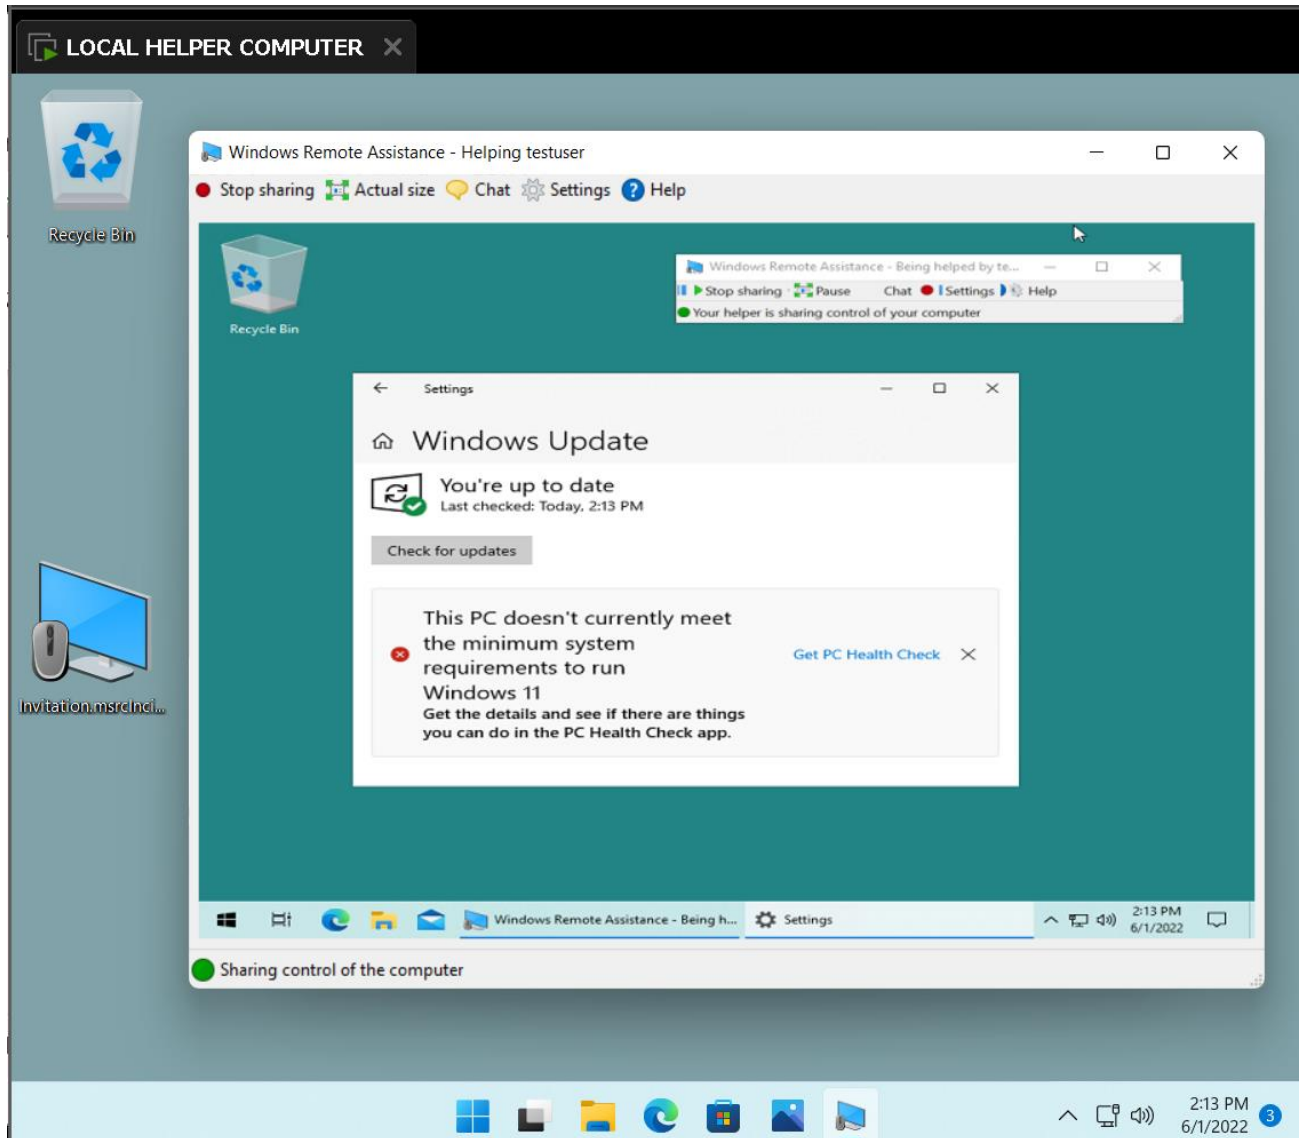 LOCAL HELPER COMPUTER
Recycle Bin
Windows Remote Assistance - Helping testuser
Stop sharing Actual size Chat Settings Help
Recycle Bin
Windows Remote Assistance - Being helped by te...
Stop sharing Pause Chat Settings Help
Your helper is sharing control of your computer
Settings
Windows Update
You're up to date
Last checked: Today, 2:13 PM
Check for updates
This PC doesn't currently meet
the minimum system
requirements to run
Windows 11
Get the details and see if there are things
you can do in the PC Health Check app.
Get PC Health Check
Invitation.msrcInci...
Windows Remote Assistance - Being h...
Settings
2:13 PM
6/1/2022
Sharing control of the computer
2:13 PM
6/1/2022
3